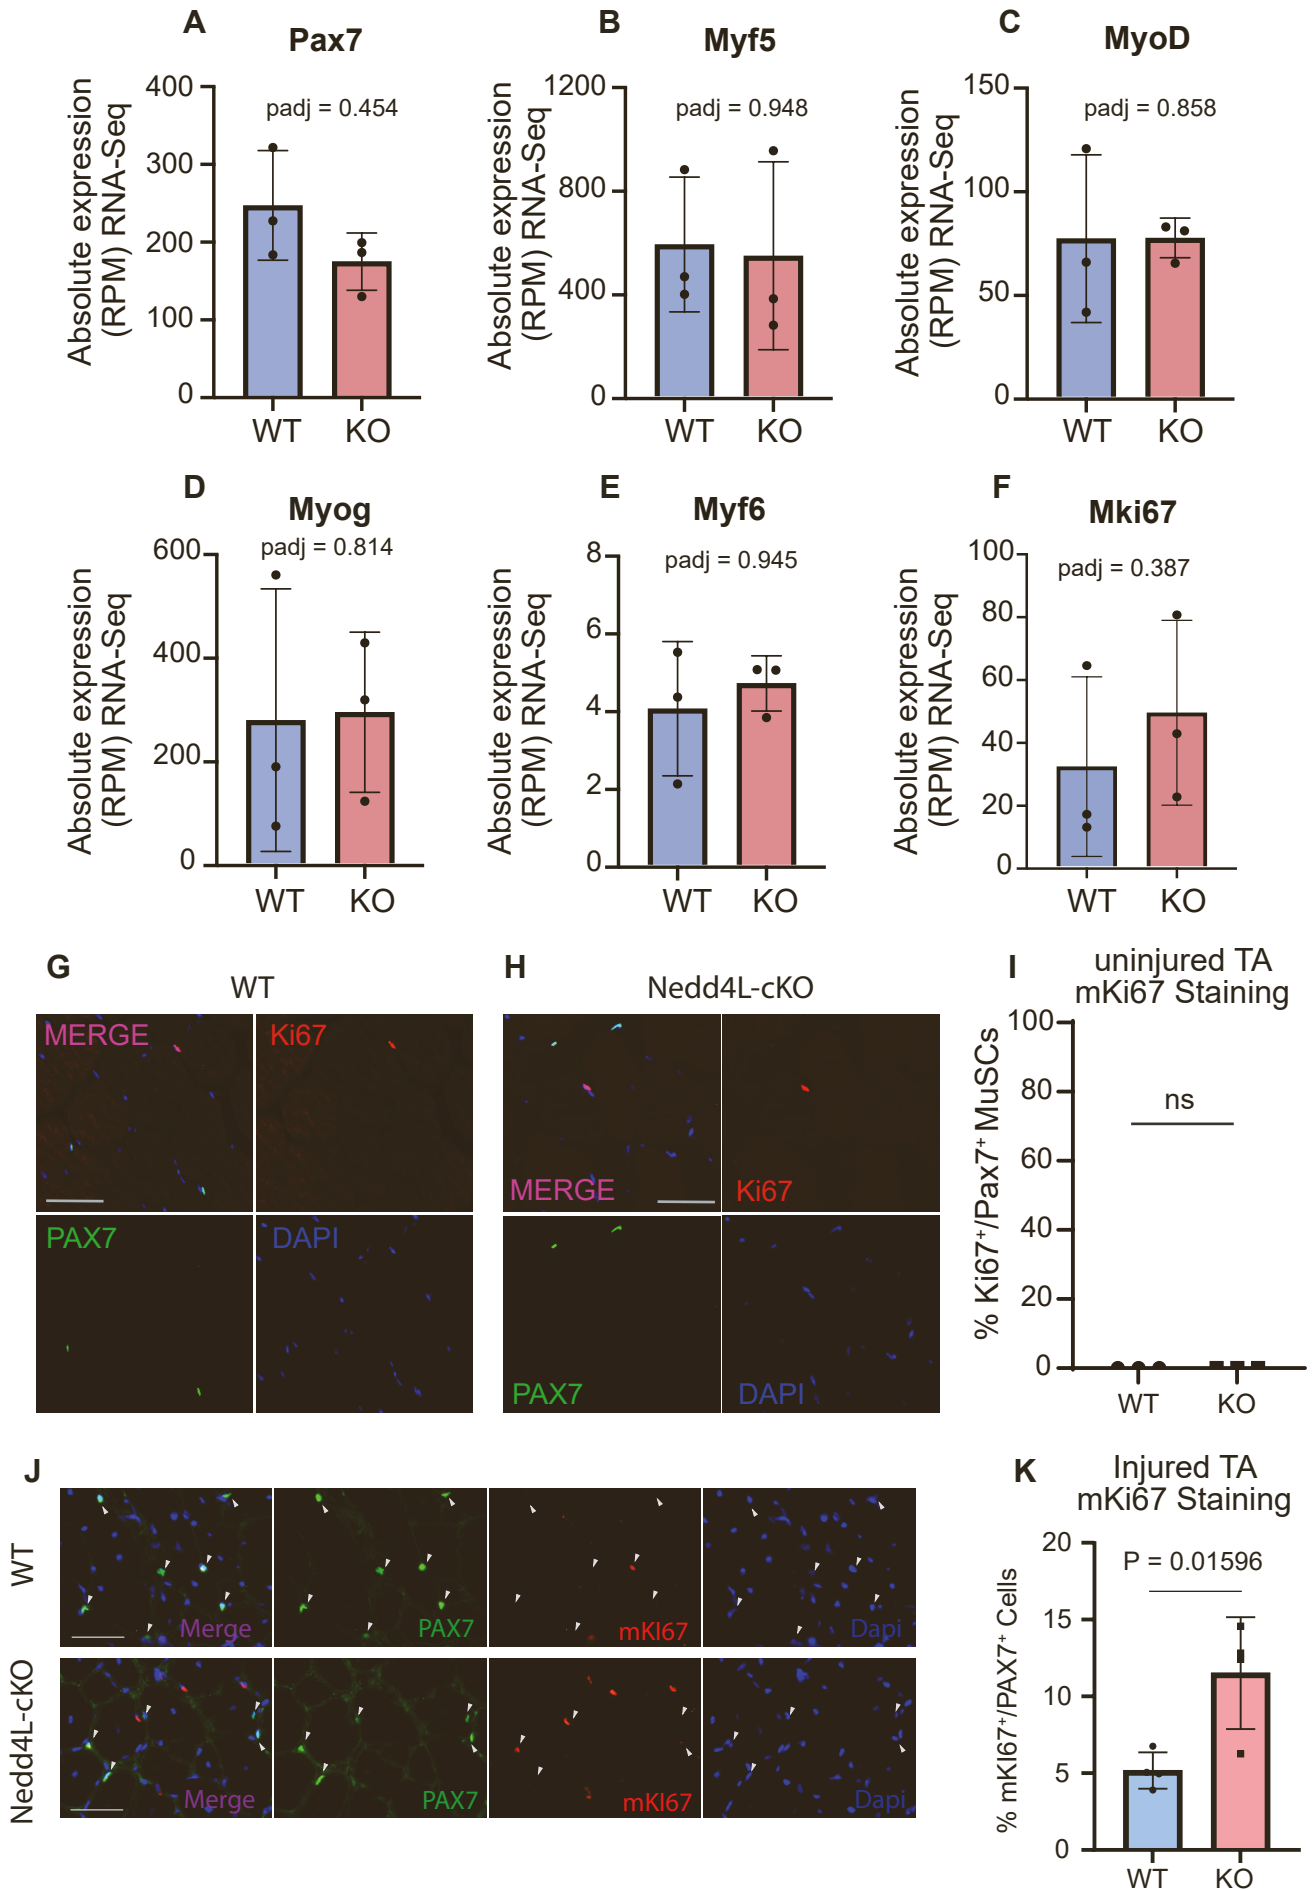 A
Pax7
Absolute expression
(RPM) RNA-Seq
400
300
200
100
0
padj = 0.454
WT
KO
B
Myf5
Absolute expression
(RPM) RNA-Seq
1200
800
400
0
padj = 0.948
WT
KO
C
MyoD
Absolute expression
(RPM) RNA-Seq
150
100
50
0
padj = 0.858
WT
KO
D
Myog
Absolute expression
(RPM) RNA-Seq
600
400
200
0
padj = 0.814
WT
KO
E
Myf6
Absolute expression
(RPM) RNA-Seq
8
6
4
2
0
padj = 0.945
WT
KO
F
Mki67
Absolute expression
(RPM) RNA-Seq
100
80
60
40
20
0
padj = 0.387
WT
KO
G
WT
MERGE
Ki67
PAX7
DAPI
H
Nedd4L-cKO
MERGE
Ki67
PAX7
DAPI
I
uninjured TA
mKi67 Staining
% Ki67⁺/Pax7⁺ MuSCs
100
80
60
40
20
0
ns
WT
KO
J
WT
Merge
PAX7
mKI67
Dapi
Nedd4L-cKO
Merge
PAX7
mKI67
Dapi
K
Injured TA
mKi67 Staining
% mKI67⁺/PAX7⁺ Cells
20
15
10
5
0
P = 0.01596
WT
KO